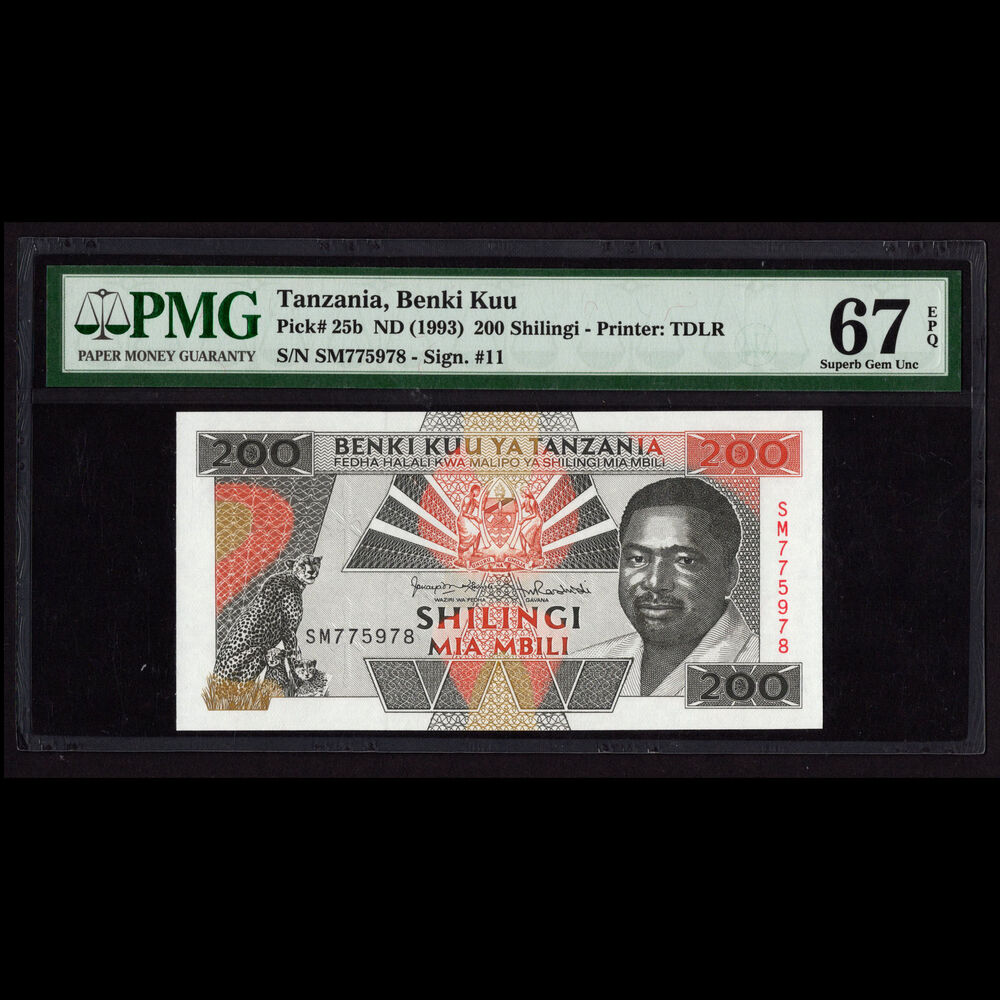 PMG
PAPER MONEY GUARANTY
Tanzania, Benki Kuu
Pick# 25b ND (1993) 200 Shilingi - Printer: TDLR
S/N SM775978 - Sign. #11
67
EPQ
Superb Gem Unc
200
BENKI KUU YA TANZANIA
200
FEDHA HALALI KWA MALIPO YA SHILINGI MIA MBILI
SM775978
WAZIRI WA FEDHA
GAVANA
SHILINGI
MIA MBILI
SM775978
200